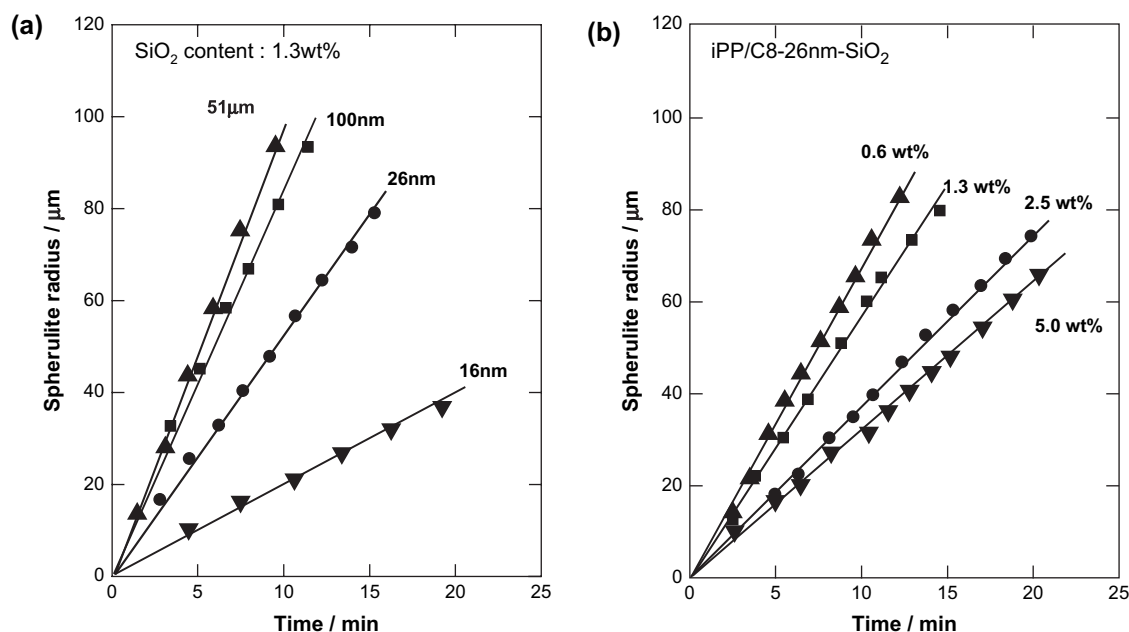 (a)
SiO₂ content : 1.3wt%
51μm
100nm
26nm
16nm
120
100
80
60
40
20
0
Spherulite radius / μm
0 5 10 15 20 25
Time / min
(b)
iPP/C8-26nm-SiO₂
0.6 wt%
1.3 wt%
2.5 wt%
5.0 wt%
120
100
80
60
40
20
0
Spherulite radius / μm
0 5 10 15 20 25
Time / min